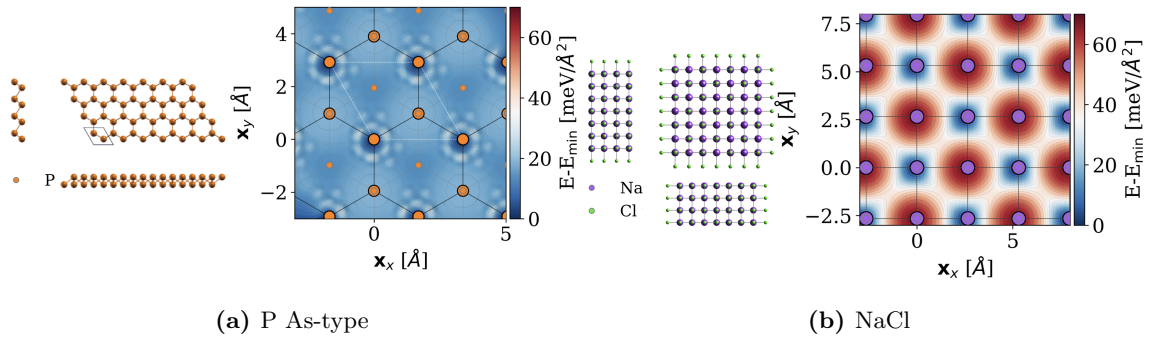 P
4
2
0
−2
x_y [Å]
0
5
x_x [Å]
60
40
20
0
E-E_min [meV/Å²]
Na
Cl
7.5
5.0
2.5
0.0
−2.5
x_y [Å]
0
5
x_x [Å]
60
40
20
0
E-E_min [meV/Å²]
(a) P As-type
(b) NaCl